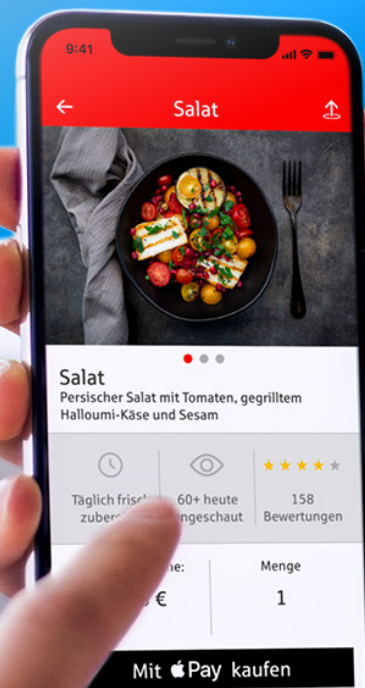 9:41
Salat
Salat
Persischer Salat mit Tomaten, gegrilltem
Halloumi-Käse und Sesam
Täglich 60+ heute 158
Bewertungen
Menge
€ 1
Mit Pay kaufen